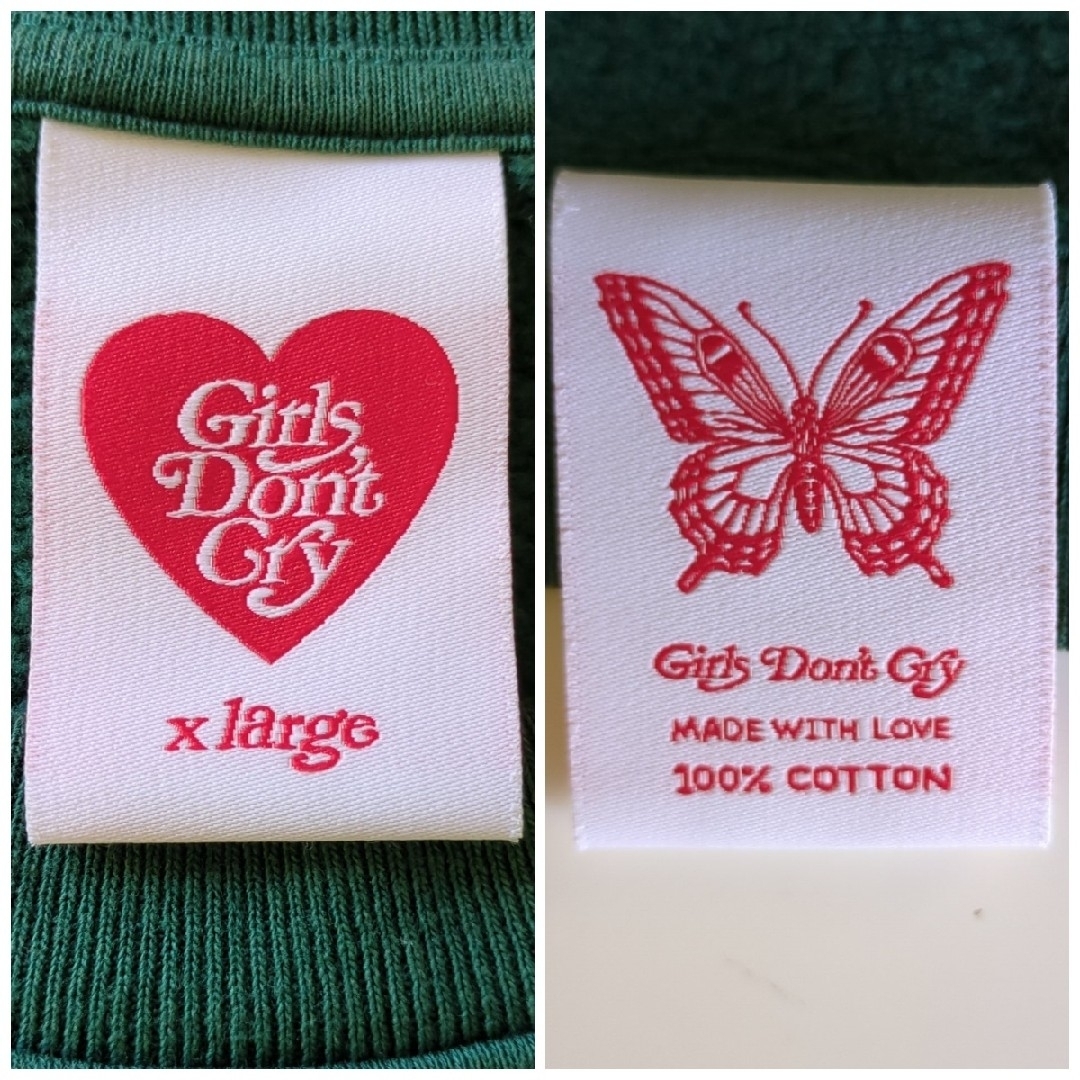 Girls
Don't
Cry
x large
Girls Don't Cry
MADE WITH LOVE
100% COTTON